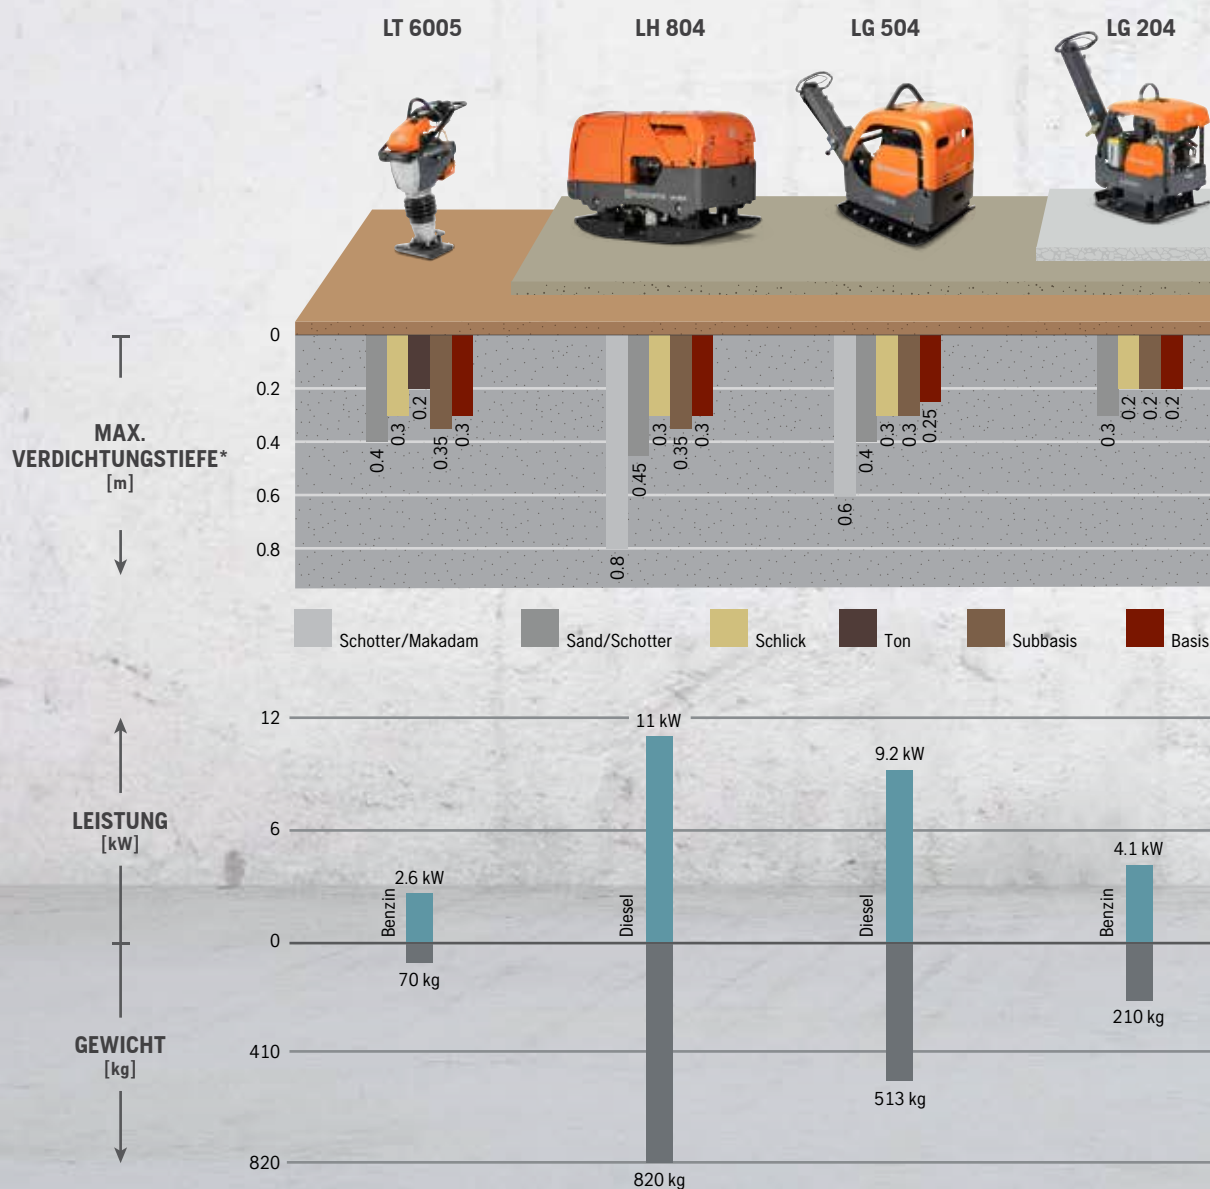 LT 6005
LH 804
LG 504
LG 204
MAX.
VERDICHTUNGSTIEFE*
[m]
0
0.2
0.4
0.6
0.8
0.4
0.3
0.2
0.35
0.3
0.8
0.45
0.3
0.35
0.3
0.6
0.4
0.3
0.3
0.25
0.3
0.2
0.2
0.2
Schotter/Makadam
Sand/Schotter
Schlick
Ton
Subbasis
Basis
LEISTUNG
[kW]
12
6
0
Benzin
2.6 kW
Diesel
11 kW
Diesel
9.2 kW
Benzin
4.1 kW
GEWICHT
[kg]
410
820
70 kg
820 kg
513 kg
210 kg